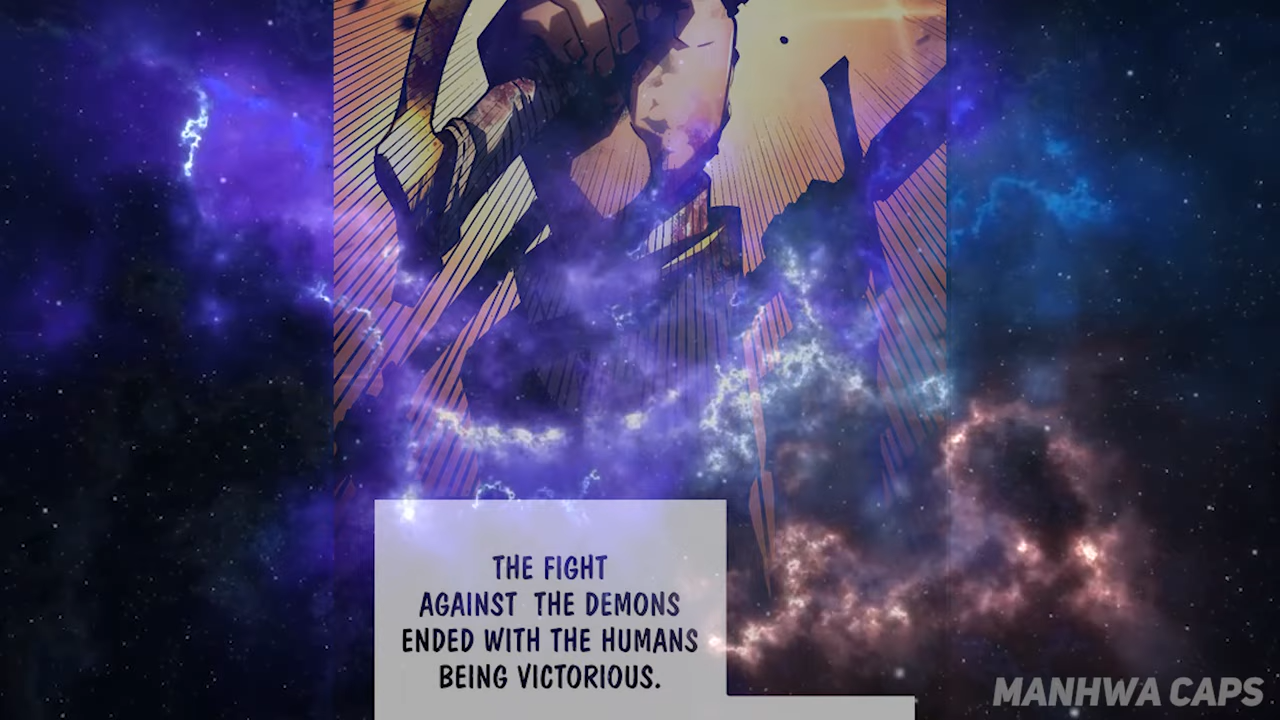 THE FIGHT
AGAINST THE DEMONS
ENDED WITH THE HUMANS
BEING VICTORIOUS.
MANHWA CAPS